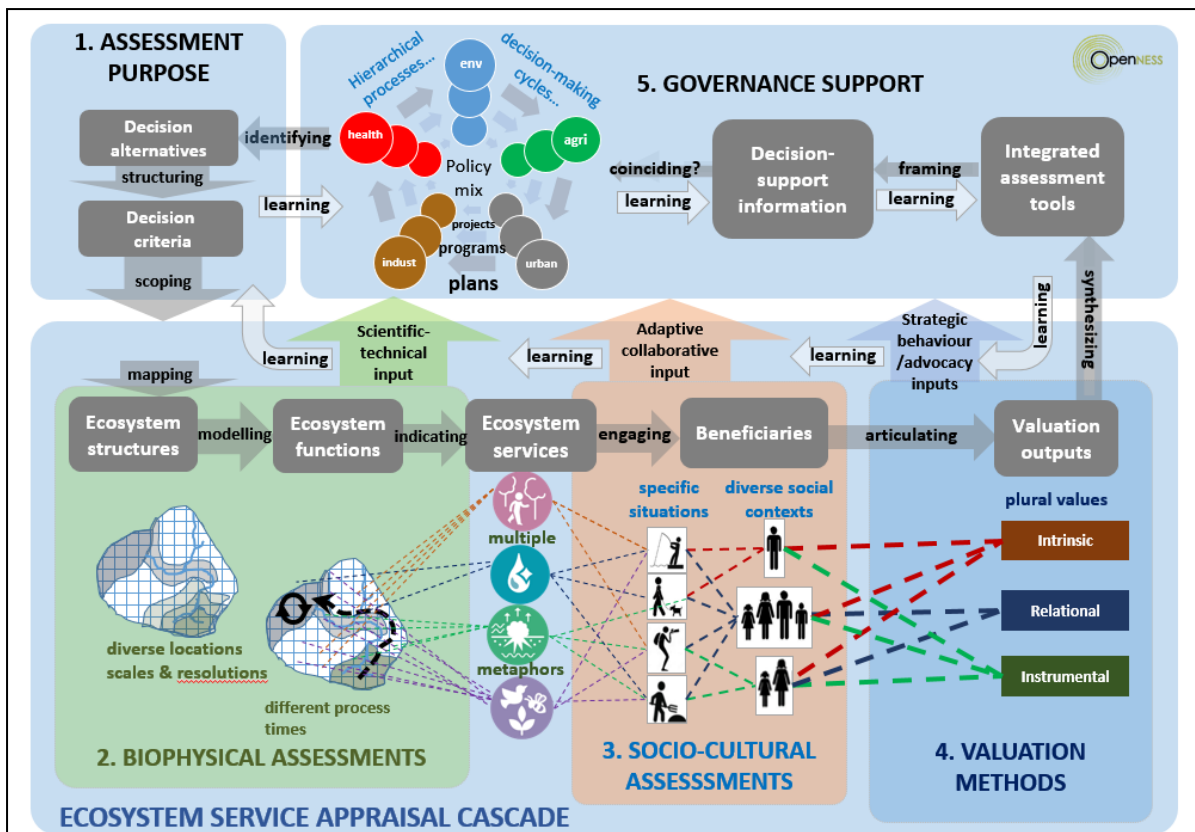 1. ASSESSMENT
PURPOSE
Decision
alternatives
structuring
Decision
criteria
scoping
identifying
learning
Hierarchical
processes...
decision-making
cycles...
env
health
agri
Policy
mix
projects
programs
plans
indust
urban
5. GOVERNANCE SUPPORT
OpenNESS
coinciding?
learning
Decision-
support
information
framing
learning
Integrated
assessment
tools
synthesizing
learning
learning
Scientific-
technical
input
learning
Adaptive
collaborative
input
learning
Strategic
behaviour
/advocacy
inputs
mapping
Ecosystem
structures
modelling
Ecosystem
functions
indicating
Ecosystem
services
engaging
Beneficiaries
articulating
Valuation
outputs
diverse locations
scales & resolutions
different process
times
multiple
metaphors
specific
situations
diverse social
contexts
plural values
Intrinsic
Relational
Instrumental
2. BIOPHYSICAL ASSESSMENTS
3. SOCIO-CULTURAL
ASSESSSMENTS
4. VALUATION
METHODS
ECOSYSTEM SERVICE APPRAISAL CASCADE